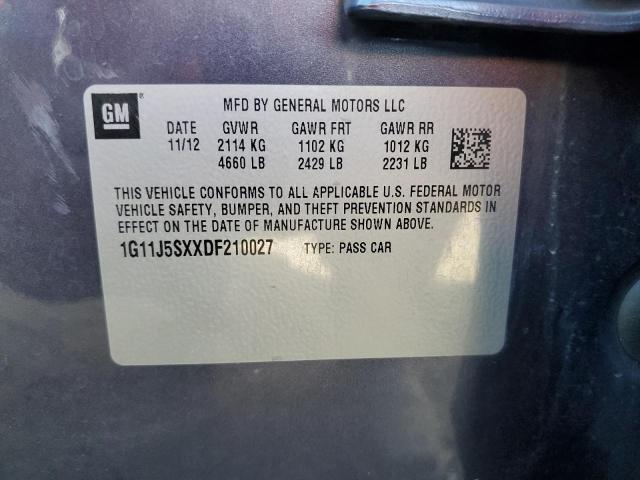 GM ®
MFD BY GENERAL MOTORS LLC
DATE GVWR GAWR FRT GAWR RR
11/12 2114 KG 1102 KG 1012 KG
4660 LB 2429 LB 2231 LB
THIS VEHICLE CONFORMS TO ALL APPLICABLE U.S. FEDERAL MOTOR
VEHICLE SAFETY, BUMPER, AND THEFT PREVENTION STANDARDS IN
EFFECT ON THE DATE OF MANUFACTURE SHOWN ABOVE.
1G11J5SXXDF210027 TYPE: PASS CAR